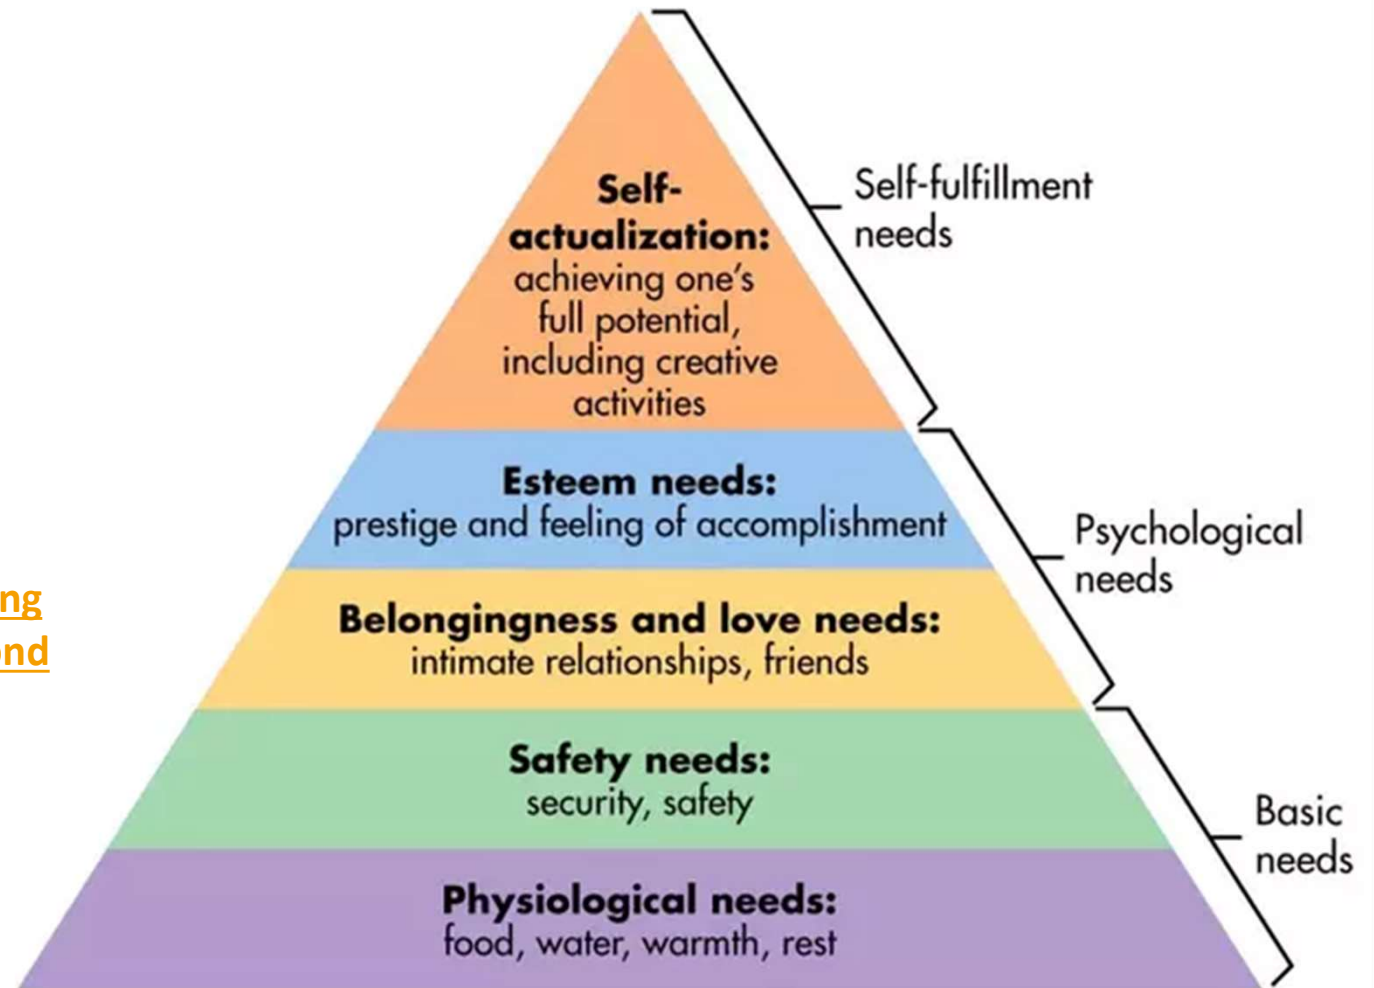 Self-
actualization:
achieving one's
full potential,
including creative
activities
Self-fulfillment
needs
Esteem needs:
prestige and feeling of accomplishment
Psychological
needs
ng
ond
Belongingness and love needs:
intimate relationships, friends
Safety needs:
security, safety
Basic
needs
Physiological needs:
food, water, warmth, rest